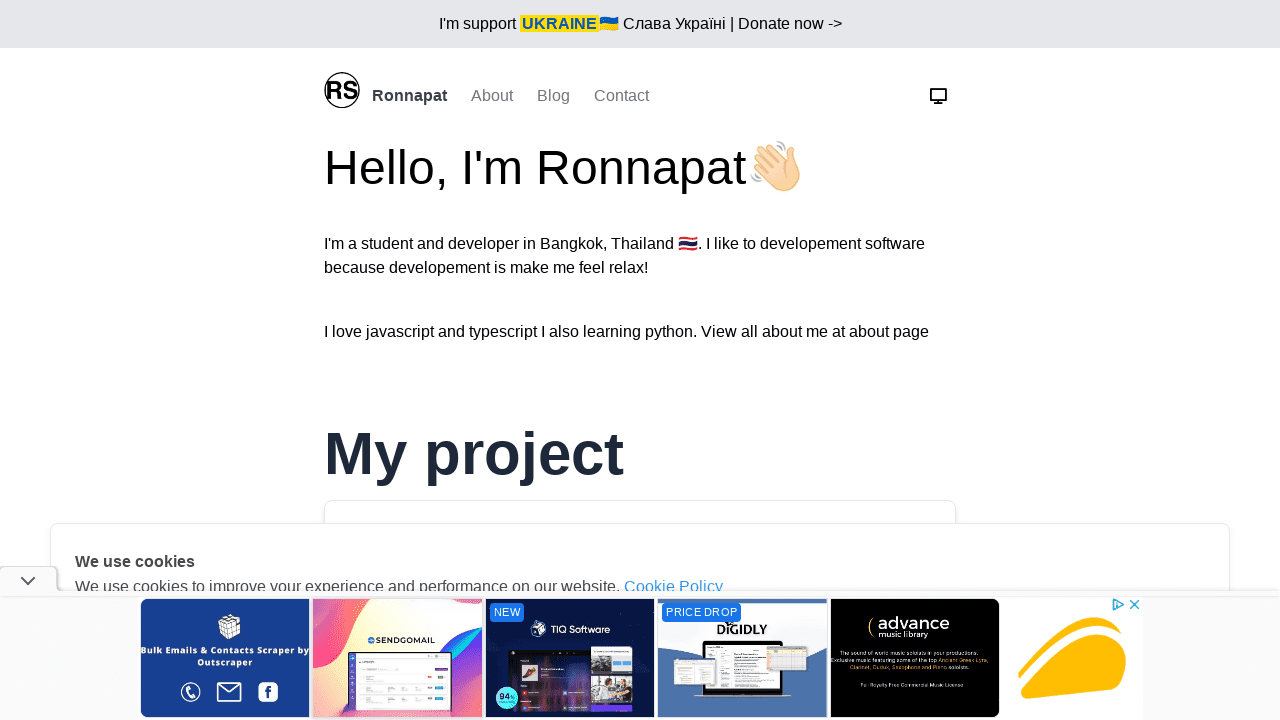 I'm support UKRAINE🇺🇦 Слава Україні | Donate now ->
RS Ronnapat About Blog Contact
Hello, I'm Ronnapat👋🏻
I'm a student and developer in Bangkok, Thailand 🇹🇭. I like to developement software
because developement is make me feel relax!
I love javascript and typescript I also learning python. View all about me at about page
My project
We use cookies
We use cookies to improve your experience and performance on our website. Cookie Policy
Bulk Emails & Contacts Scraper by
Outscraper
SENDGOMAIL
NEW
TIQ Software
94%
PRICE DROP
DIGIDLY
advance
music library
The sound of world music soloists in your productions.
Exclusive music featuring some of the top Ancient Greek Lyre,
Clarinet, Duduk, Saxophone and Piano soloists.
Full Royalty Free Commercial Music License